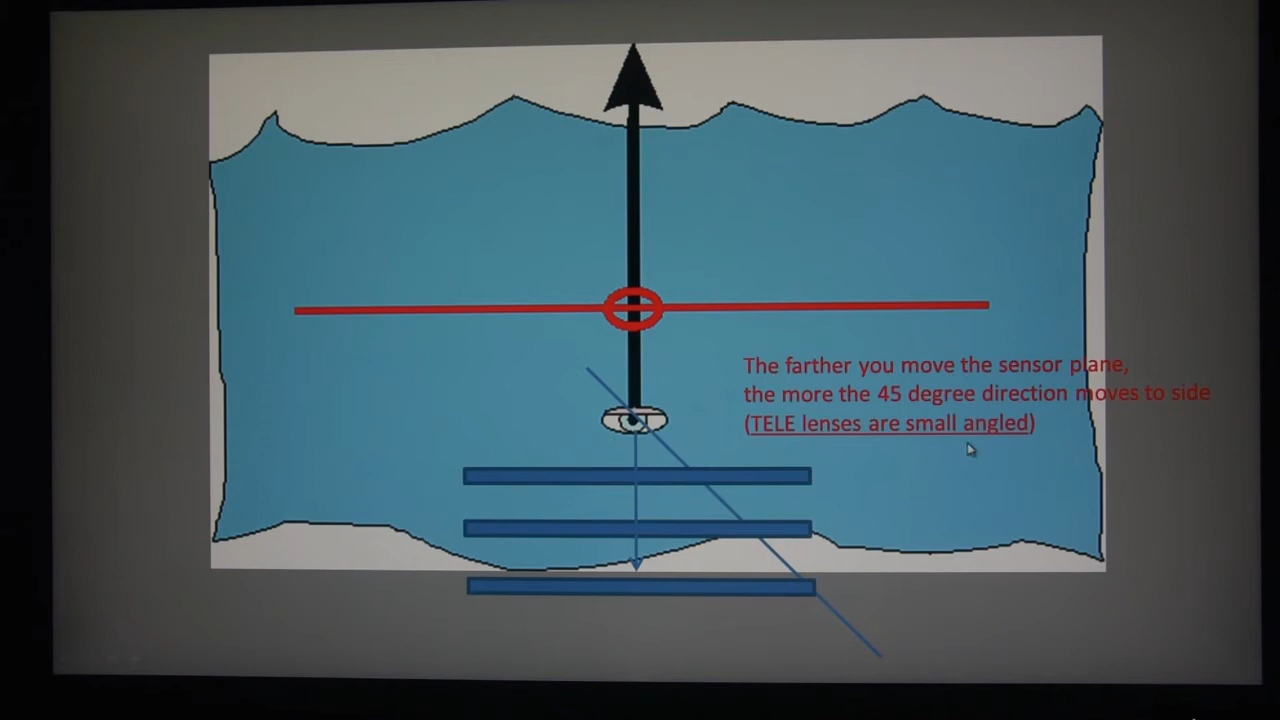 The farther you move the sensor plane,
the more the 45 degree direction moves to side
(TELE lenses are small angled)